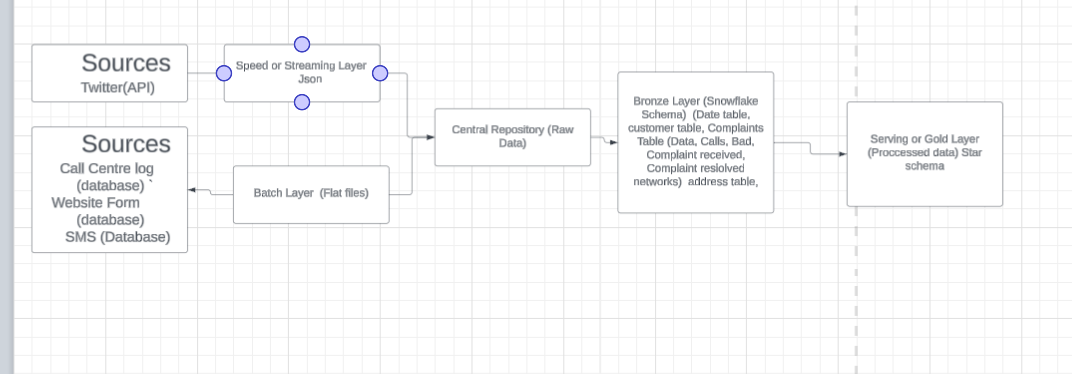 Sources
Twitter(API)
Speed or Streaming Layer
Json
Sources
Call Centre log
(database) `
Website Form
(database)
SMS (Database)
Batch Layer (Flat files)
Central Repository (Raw
Data)
Bronze Layer (Snowflake
Schema) (Date table,
customer table, Complaints
Table (Data, Calls, Bad,
Complaint received,
Complaint resiolved
networks) address table,
Serving or Gold Layer
(Proccessed data) Star
schema